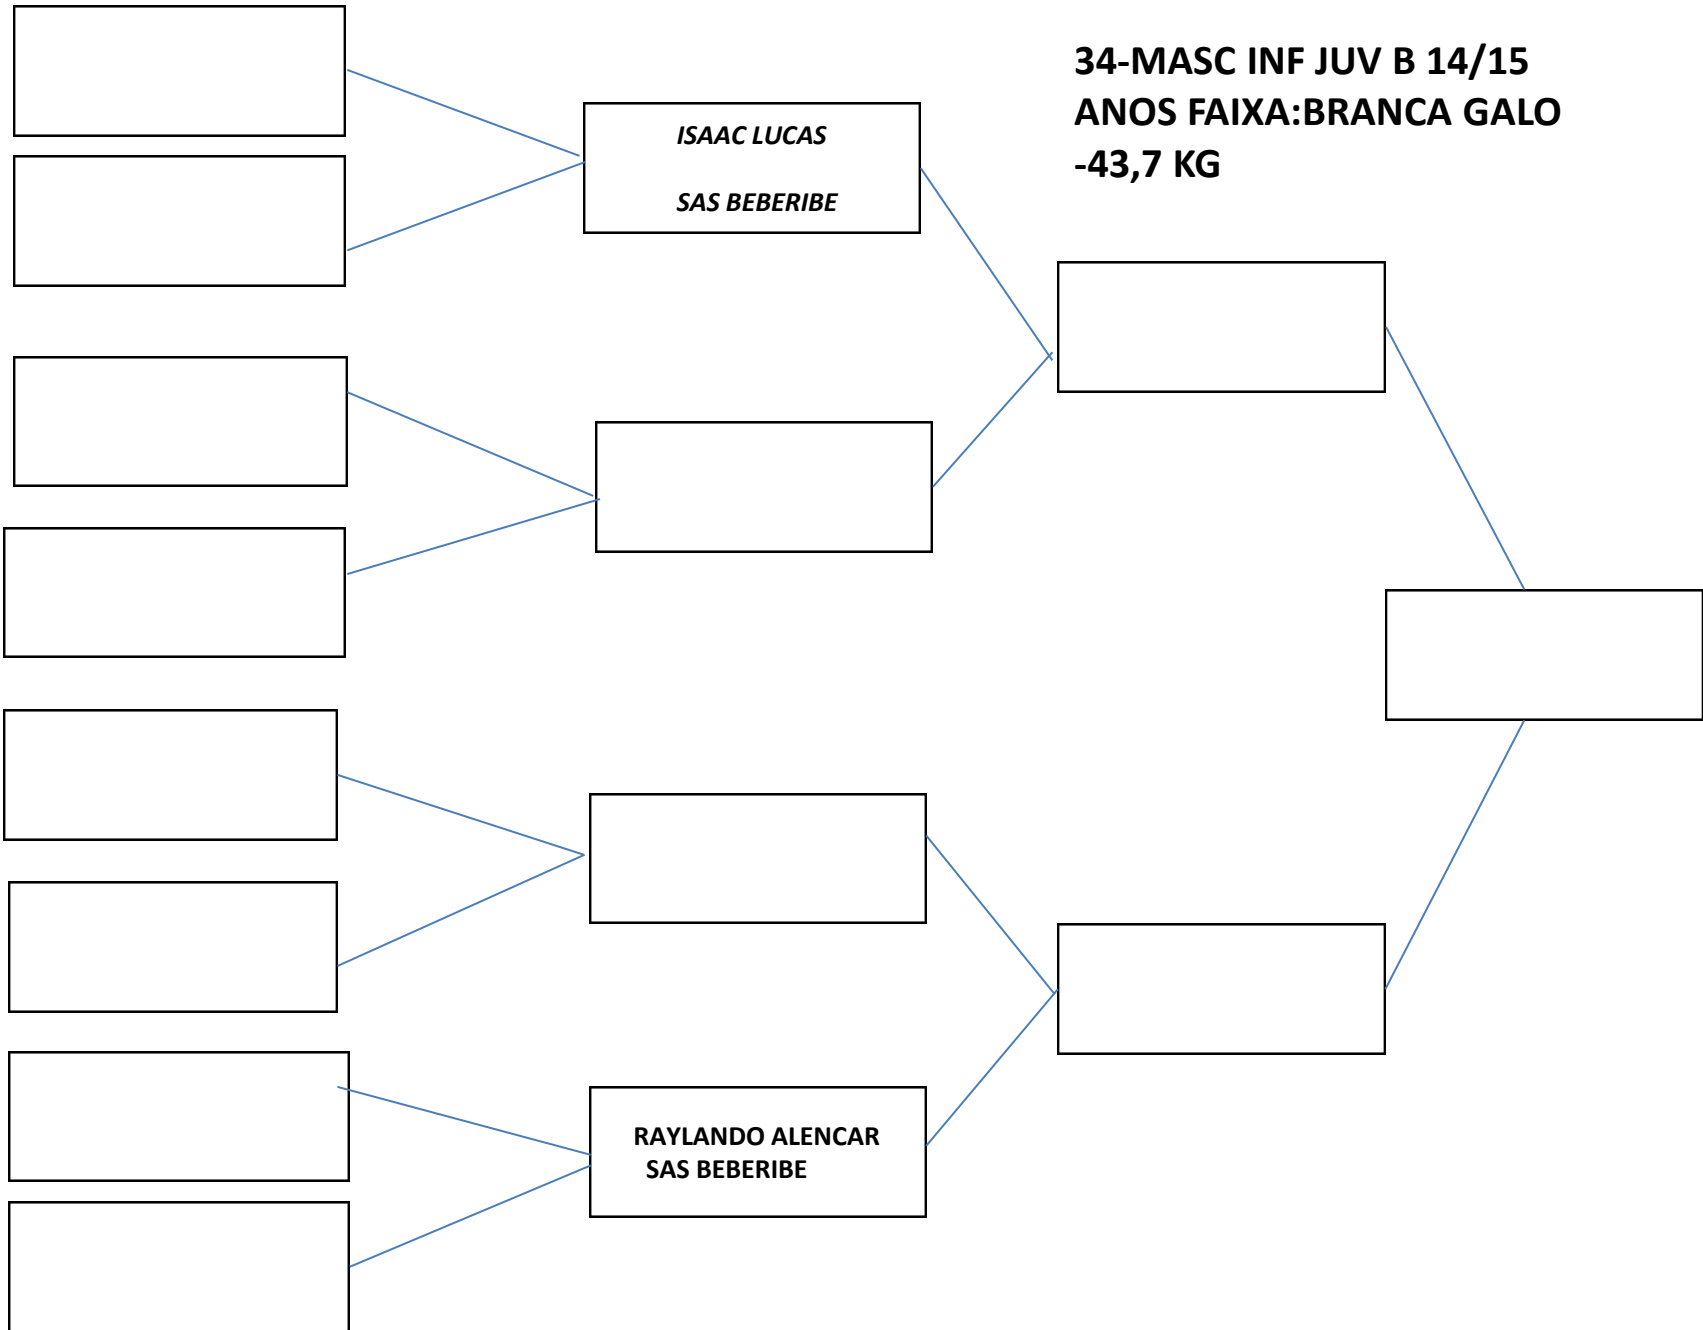 34-MASC INF JUV B 14/15
ANOS FAIXA:BRANCA GALO
-43,7 KG
ISAAC LUCAS
SAS BEBERIBE
RAYLANDO ALENCAR
SAS BEBERIBE